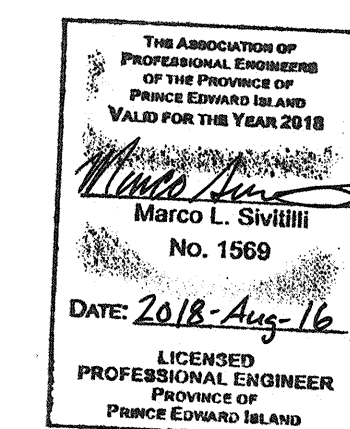 THE ASSOCIATION OF
PROFESSIONAL ENGINEERS
OF THE PROVINCE OF
PRINCE EDWARD ISLAND
VALID FOR THE YEAR 2018
Marco L. Sivitilli
No. 1569
DATE: 2018-Aug-16
LICENSED
PROFESSIONAL ENGINEER
PROVINCE OF
PRINCE EDWARD ISLAND